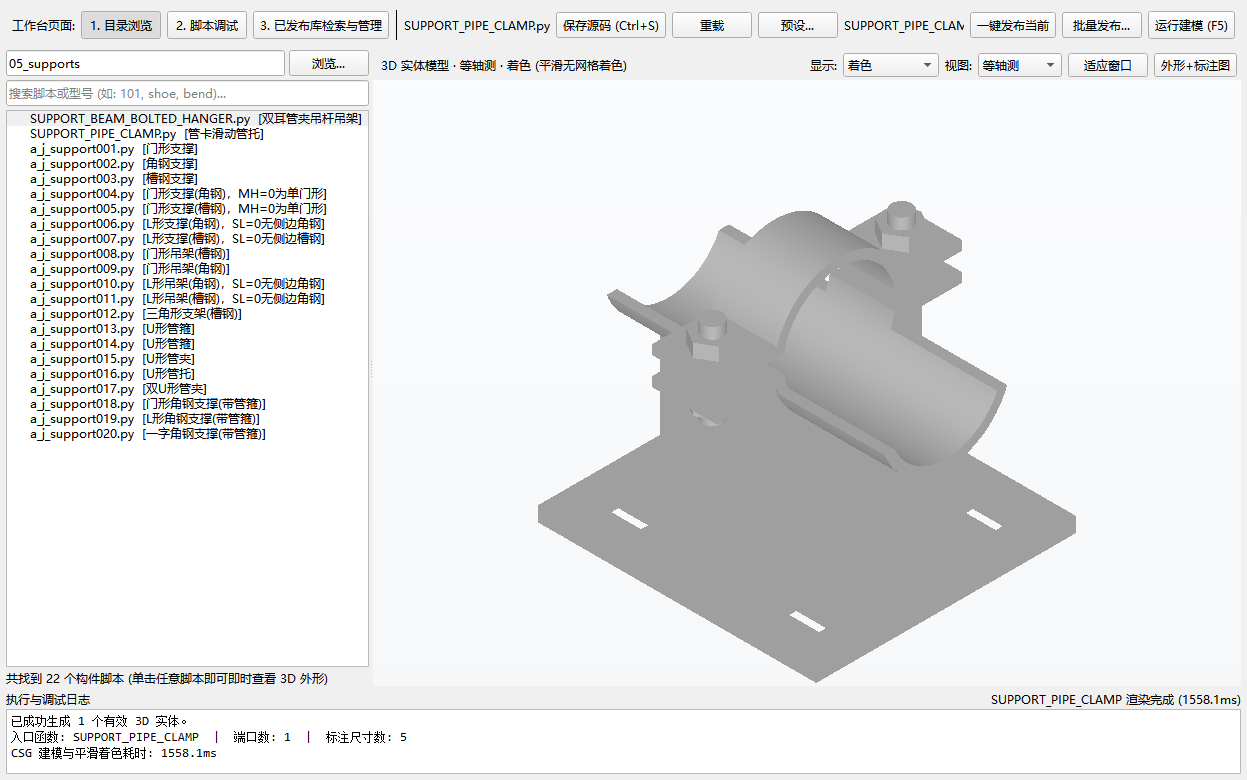 工作台页面: 1. 目录浏览 2. 脚本调试 3. 已发布库检索与管理 SUPPORT_PIPE_CLAMP.py 保存源码 (Ctrl+S) 重载 预设... SUPPORT_PIPE_CLAM 一键发布当前 批量发布... 运行建模 (F5)
05_supports 浏览... 3D 实体模型 · 等轴测 · 着色 (平滑无网格着色) 显示: 着色 视图: 等轴测 适应窗口 外形+标注图
搜索脚本或型号 (如: 101, shoe, bend)...
SUPPORT_BEAM_BOLTED_HANGER.py [双耳管夹吊杆吊架]
SUPPORT_PIPE_CLAMP.py [管卡滑动管托]
a_j_support001.py [门形支撑]
a_j_support002.py [角钢支撑]
a_j_support003.py [槽钢支撑]
a_j_support004.py [门形支撑(角钢)，MH=0为单门形]
a_j_support005.py [门形支撑(槽钢)，MH=0为单门形]
a_j_support006.py [L形支撑(角钢)，SL=0无侧边角钢]
a_j_support007.py [L形支撑(槽钢)，SL=0无侧边槽钢]
a_j_support008.py [门形吊架(槽钢)]
a_j_support009.py [门形吊架(角钢)]
a_j_support010.py [L形吊架(角钢)，SL=0无侧边角钢]
a_j_support011.py [L形吊架(槽钢)，SL=0无侧边角钢]
a_j_support012.py [三角形支架(槽钢)]
a_j_support013.py [U形管箍]
a_j_support014.py [U形管箍]
a_j_support015.py [U形管夹]
a_j_support016.py [U形管托]
a_j_support017.py [双U形管夹]
a_j_support018.py [门形角钢支撑(带管箍)]
a_j_support019.py [L形角钢支撑(带管箍)]
a_j_support020.py [一字角钢支撑(带管箍)]
共找到 22 个构件脚本 (单击任意脚本即可即时查看 3D 外形)
执行与调试日志 SUPPORT_PIPE_CLAMP 渲染完成 (1558.1ms)
已成功生成 1 个有效 3D 实体。
入口函数: SUPPORT_PIPE_CLAMP | 端口数: 1 | 标注尺寸数: 5
CSG 建模与平滑着色耗时: 1558.1ms